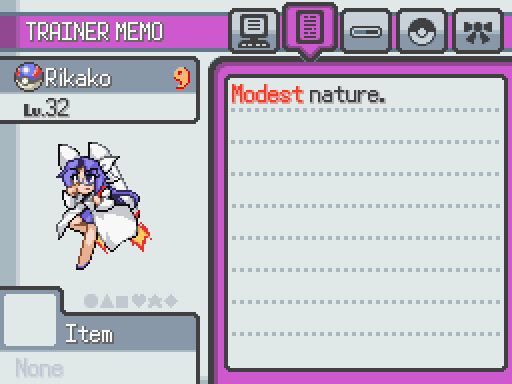 TRAINER MEMO
Rikako
Lv.32
Modest nature.
Item
None